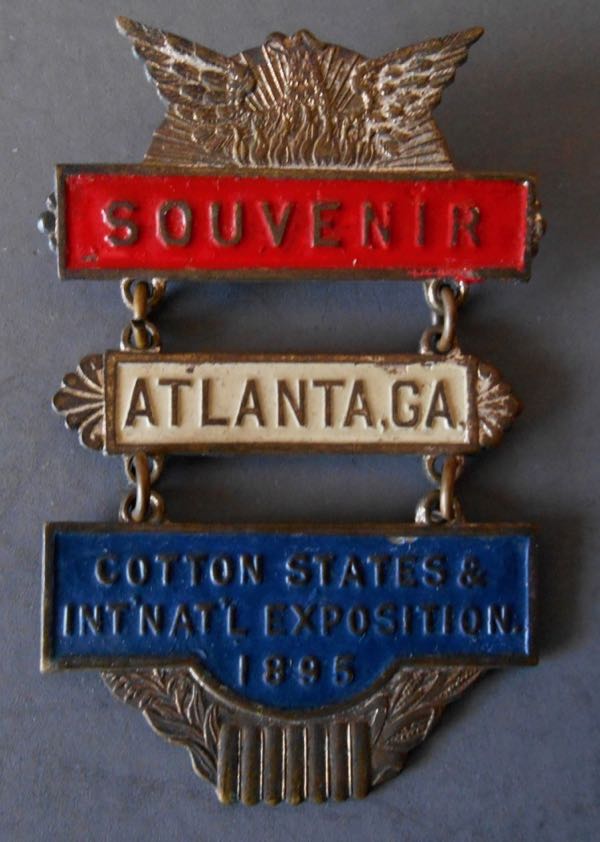 SOUVENIR
ATLANTA, GA.
COTTON STATES &
INT'NAT'L EXPOSITION.
1895